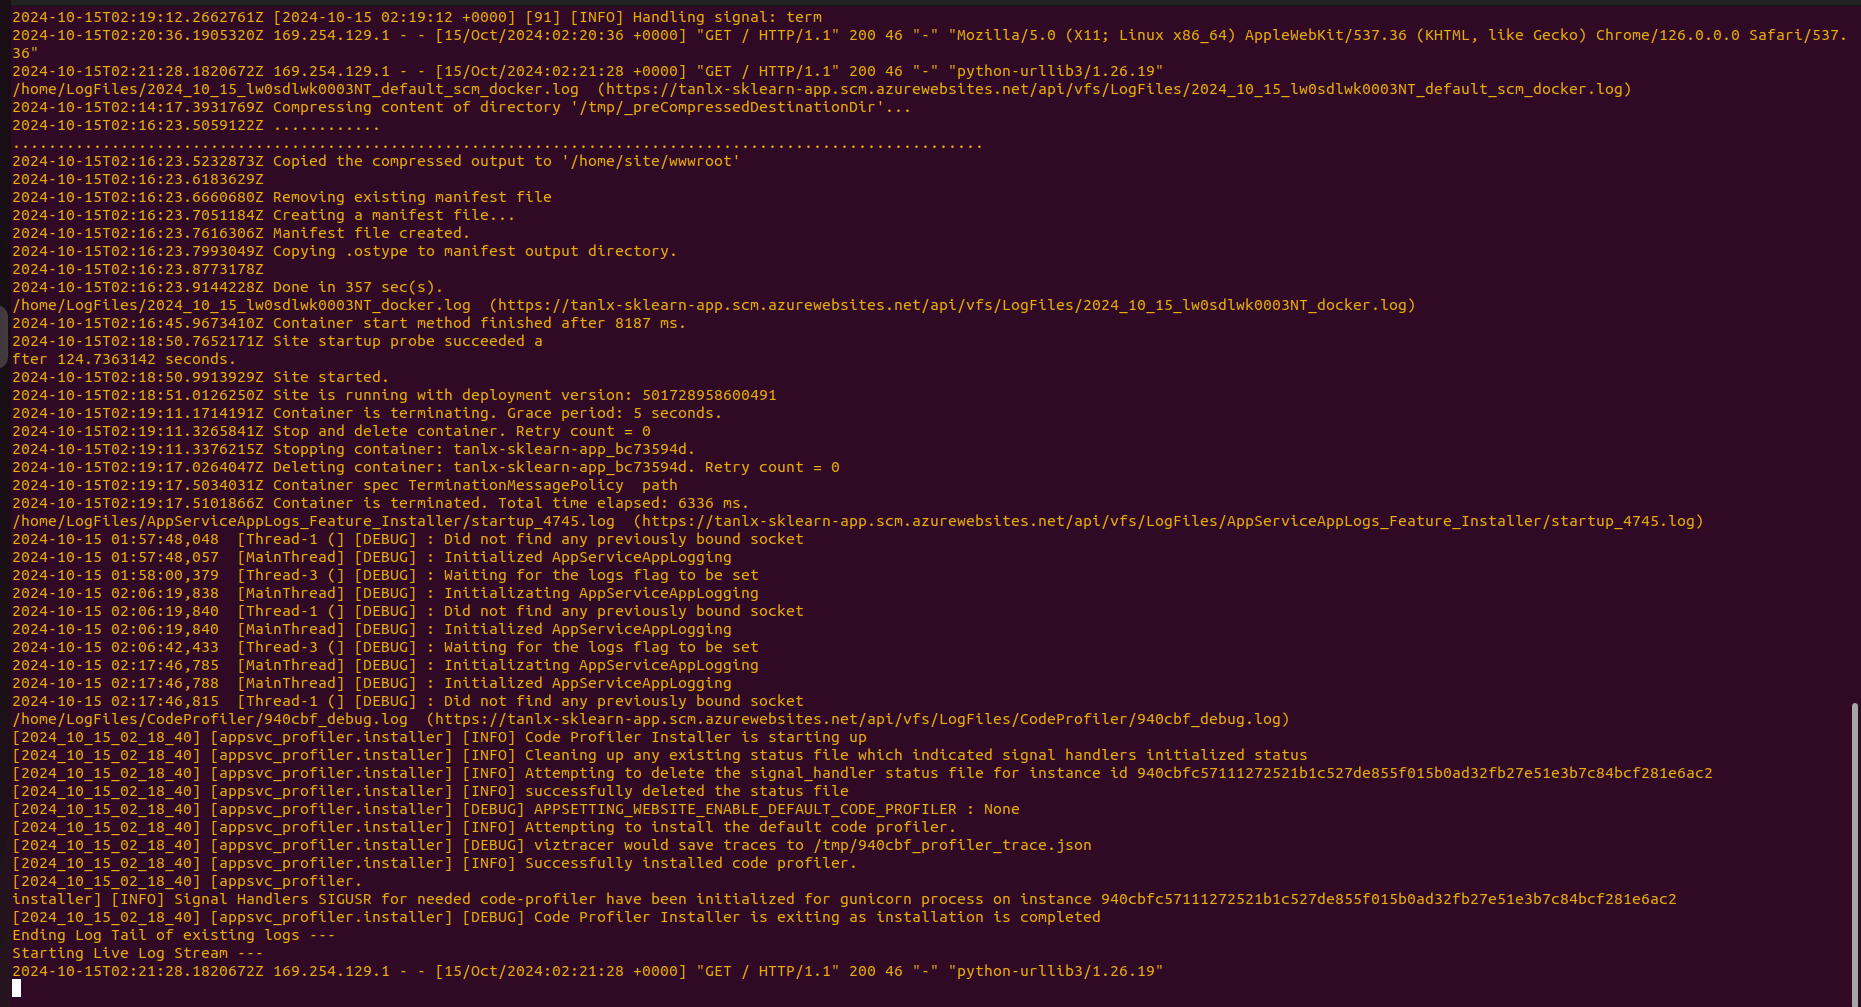 2024-10-15T02:19:12.2662761Z [2024-10-15 02:19:12 +0000] [91] [INFO] Handling signal: term
2024-10-15T02:20:36.1905320Z 169.254.129.1 - - [15/Oct/2024:02:20:36 +0000] "GET / HTTP/1.1" 200 46 "-" "Mozilla/5.0 (X11; Linux x86_64) AppleWebKit/537.36 (KHTML, like Gecko) Chrome/126.0.0.0 Safari/537.
36"
2024-10-15T02:21:28.1820672Z 169.254.129.1 - - [15/Oct/2024:02:21:28 +0000] "GET / HTTP/1.1" 200 46 "-" "python-urllib3/1.26.19"
/home/LogFiles/2024_10_15_lw0sdlwk0003NT_default_scm_docker.log  (https://tanlx-sklearn-app.scm.azurewebsites.net/api/vfs/LogFiles/2024_10_15_lw0sdlwk0003NT_default_scm_docker.log)
2024-10-15T02:14:17.3931769Z Compressing content of directory '/tmp/_preCompressedDestinationDir'...
2024-10-15T02:16:23.5059122Z ............
............................................................................................................
2024-10-15T02:16:23.5232873Z Copied the compressed output to '/home/site/wwwroot'
2024-10-15T02:16:23.6183629Z
2024-10-15T02:16:23.6660680Z Removing existing manifest file
2024-10-15T02:16:23.7051184Z Creating a manifest file...
2024-10-15T02:16:23.7616306Z Manifest file created.
2024-10-15T02:16:23.7993049Z Copying .ostype to manifest output directory.
2024-10-15T02:16:23.8773178Z
2024-10-15T02:16:23.9144228Z Done in 357 sec(s).
/home/LogFiles/2024_10_15_lw0sdlwk0003NT_docker.log  (https://tanlx-sklearn-app.scm.azurewebsites.net/api/vfs/LogFiles/2024_10_15_lw0sdlwk0003NT_docker.log)
2024-10-15T02:16:45.9673410Z Container start method finished after 8187 ms.
2024-10-15T02:18:50.7652171Z Site startup probe succeeded a
fter 124.7363142 seconds.
2024-10-15T02:18:50.9913929Z Site started.
2024-10-15T02:18:51.0126250Z Site is running with deployment version: 501728958600491
2024-10-15T02:19:11.1714191Z Container is terminating. Grace period: 5 seconds.
2024-10-15T02:19:11.3265841Z Stop and delete container. Retry count = 0
2024-10-15T02:19:11.3376215Z Stopping container: tanlx-sklearn-app_bc73594d.
2024-10-15T02:19:17.0264047Z Deleting container: tanlx-sklearn-app_bc73594d. Retry count = 0
2024-10-15T02:19:17.5034031Z Container spec TerminationMessagePolicy  path
2024-10-15T02:19:17.5101866Z Container is terminated. Total time elapsed: 6336 ms.
/home/LogFiles/AppServiceAppLogs_Feature_Installer/startup_4745.log  (https://tanlx-sklearn-app.scm.azurewebsites.net/api/vfs/LogFiles/AppServiceAppLogs_Feature_Installer/startup_4745.log)
2024-10-15 01:57:48,048  [Thread-1 (] [DEBUG] : Did not find any previously bound socket
2024-10-15 01:57:48,057  [MainThread] [DEBUG] : Initialized AppServiceAppLogging
2024-10-15 01:58:00,379  [Thread-3 (] [DEBUG] : Waiting for the logs flag to be set
2024-10-15 02:06:19,838  [MainThread] [DEBUG] : Initializating AppServiceAppLogging
2024-10-15 02:06:19,840  [Thread-1 (] [DEBUG] : Did not find any previously bound socket
2024-10-15 02:06:19,840  [MainThread] [DEBUG] : Initialized AppServiceAppLogging
2024-10-15 02:06:42,433  [Thread-3 (] [DEBUG] : Waiting for the logs flag to be set
2024-10-15 02:17:46,785  [MainThread] [DEBUG] : Initializating AppServiceAppLogging
2024-10-15 02:17:46,788  [MainThread] [DEBUG] : Initialized AppServiceAppLogging
2024-10-15 02:17:46,815  [Thread-1 (] [DEBUG] : Did not find any previously bound socket
/home/LogFiles/CodeProfiler/940cbf_debug.log  (https://tanlx-sklearn-app.scm.azurewebsites.net/api/vfs/LogFiles/CodeProfiler/940cbf_debug.log)
[2024_10_15_02_18_40] [appsvc_profiler.installer] [INFO] Code Profiler Installer is starting up
[2024_10_15_02_18_40] [appsvc_profiler.installer] [INFO] Cleaning up any existing status file which indicated signal handlers initialized status
[2024_10_15_02_18_40] [appsvc_profiler.installer] [INFO] Attempting to delete the signal_handler status file for instance id 940cbfc57111272521b1c527de855f015b0ad32fb27e51e3b7c84bcf281e6ac2
[2024_10_15_02_18_40] [appsvc_profiler.installer] [INFO] successfully deleted the status file
[2024_10_15_02_18_40] [appsvc_profiler.installer] [DEBUG] APPSETTING_WEBSITE_ENABLE_DEFAULT_CODE_PROFILER : None
[2024_10_15_02_18_40] [appsvc_profiler.installer] [INFO] Attempting to install the default code profiler.
[2024_10_15_02_18_40] [appsvc_profiler.installer] [DEBUG] viztracer would save traces to /tmp/940cbf_profiler_trace.json
[2024_10_15_02_18_40] [appsvc_profiler.installer] [INFO] Successfully installed code profiler.
[2024_10_15_02_18_40] [appsvc_profiler.
installer] [INFO] Signal Handlers SIGUSR for needed code-profiler have been initialized for gunicorn process on instance 940cbfc57111272521b1c527de855f015b0ad32fb27e51e3b7c84bcf281e6ac2
[2024_10_15_02_18_40] [appsvc_profiler.installer] [DEBUG] Code Profiler Installer is exiting as installation is completed
Ending Log Tail of existing logs ---
Starting Live Log Stream ---
2024-10-15T02:21:28.1820672Z 169.254.129.1 - - [15/Oct/2024:02:21:28 +0000] "GET / HTTP/1.1" 200 46 "-" "python-urllib3/1.26.19"